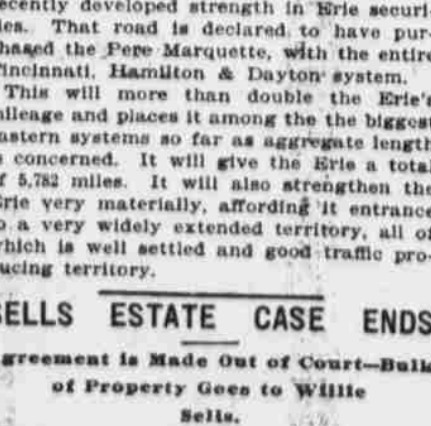 ecently developed strength in Erie securi-
ies. That road is declared to have pur-
hased the Pere Marquette, with the entire
incinnati, Hamilton & Dayton system.
This will more than double the Erie's
ileage and places it among the the biggest
astern systems so far as aggregate length
s concerned. It will give the Erie a total
f 5,782 miles. It will also strengthen the
Erie very materially, affording it entrance
o a very widely extended territory, all of
which is well settled and good traffic pro-
ucing territory.
SELLS ESTATE CASE ENDS
greement is Made Out of Court—Bulk
of Property Goes to Willie
Sells.